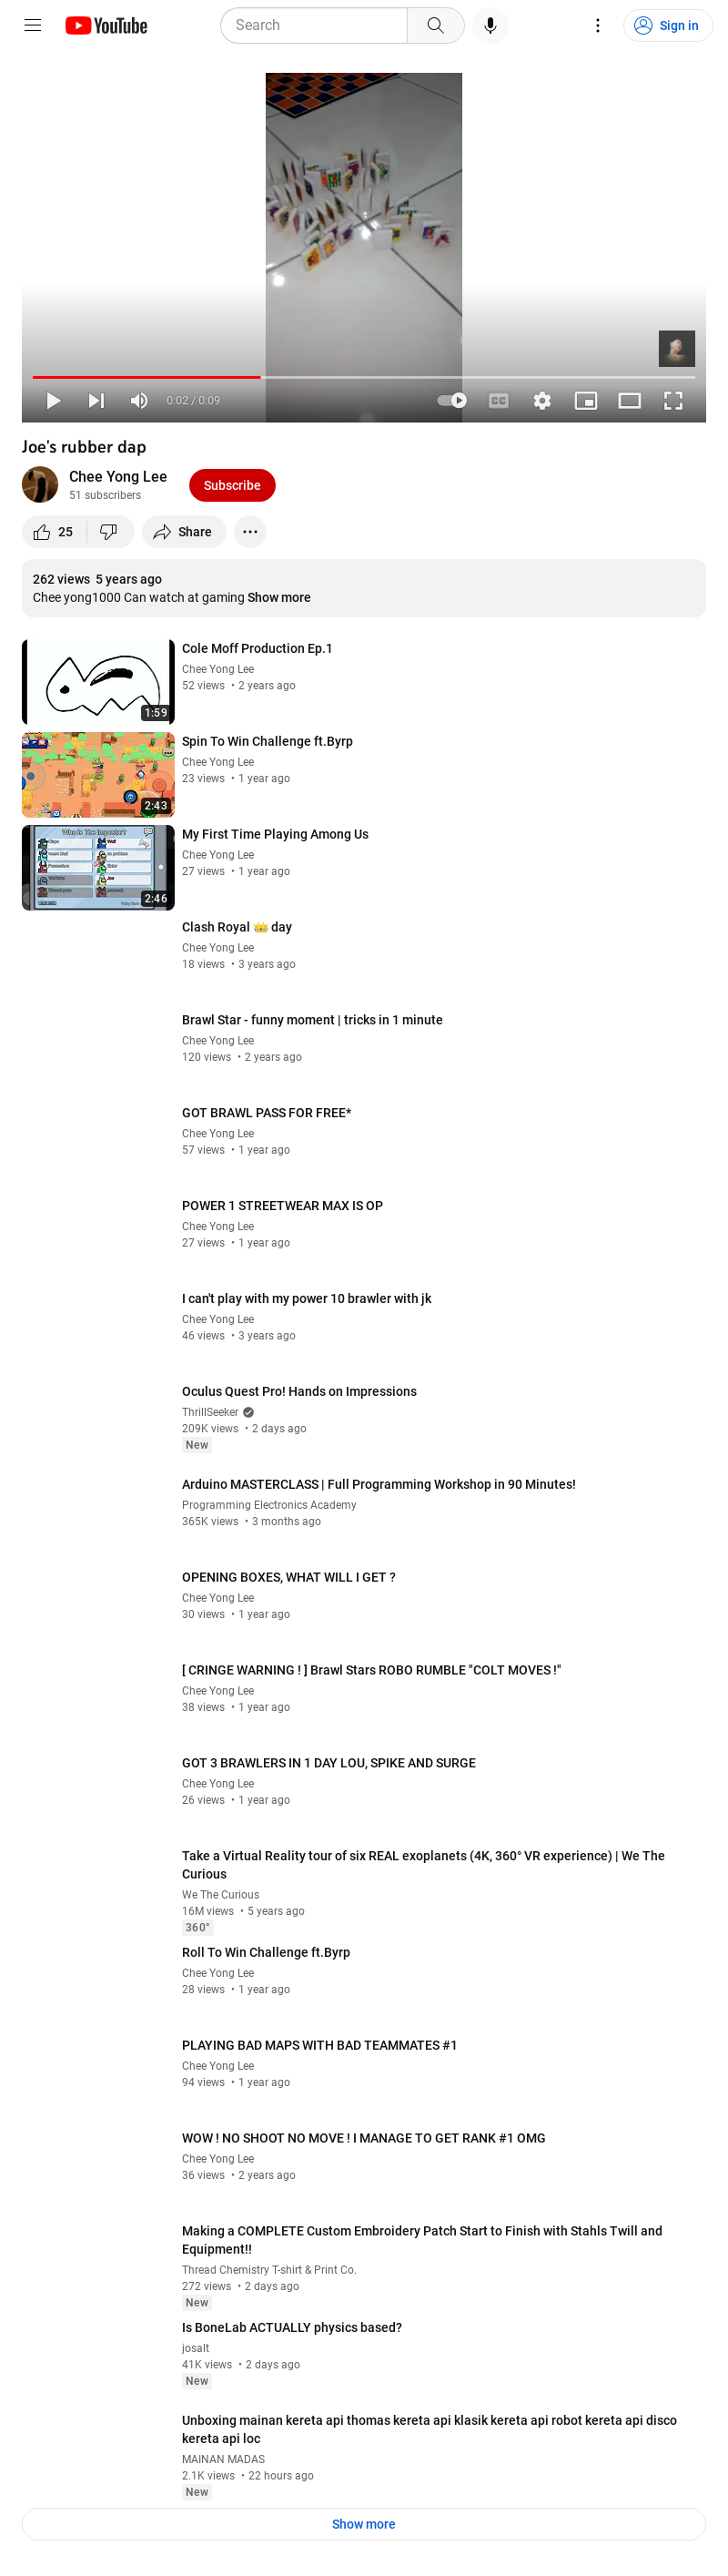 YouTube
Search
Sign in
0:02 / 0:09
CC
Joe's rubber dap
Chee Yong Lee
51 subscribers
Subscribe
25
Share
262 views 5 years ago
Chee yong1000 Can watch at gaming Show more
Cole Moff Production Ep.1
Chee Yong Lee
52 views • 2 years ago
1:59
Spin To Win Challenge ft.Byrp
Chee Yong Lee
23 views • 1 year ago
2:43
My First Time Playing Among Us
Chee Yong Lee
27 views • 1 year ago
Who Is The Impostor?
2:46
Clash Royal 👑 day
Chee Yong Lee
18 views • 3 years ago
Brawl Star - funny moment | tricks in 1 minute
Chee Yong Lee
120 views • 2 years ago
GOT BRAWL PASS FOR FREE*
Chee Yong Lee
57 views • 1 year ago
POWER 1 STREETWEAR MAX IS OP
Chee Yong Lee
27 views • 1 year ago
I can't play with my power 10 brawler with jk
Chee Yong Lee
46 views • 3 years ago
Oculus Quest Pro! Hands on Impressions
ThrillSeeker
209K views • 2 days ago
New
Arduino MASTERCLASS | Full Programming Workshop in 90 Minutes!
Programming Electronics Academy
365K views • 3 months ago
OPENING BOXES, WHAT WILL I GET ?
Chee Yong Lee
30 views • 1 year ago
[ CRINGE WARNING ! ] Brawl Stars ROBO RUMBLE "COLT MOVES !"
Chee Yong Lee
38 views • 1 year ago
GOT 3 BRAWLERS IN 1 DAY LOU, SPIKE AND SURGE
Chee Yong Lee
26 views • 1 year ago
Take a Virtual Reality tour of six REAL exoplanets (4K, 360° VR experience) | We The
Curious
We The Curious
16M views • 5 years ago
360°
Roll To Win Challenge ft.Byrp
Chee Yong Lee
28 views • 1 year ago
PLAYING BAD MAPS WITH BAD TEAMMATES #1
Chee Yong Lee
94 views • 1 year ago
WOW ! NO SHOOT NO MOVE ! I MANAGE TO GET RANK #1 OMG
Chee Yong Lee
36 views • 2 years ago
Making a COMPLETE Custom Embroidery Patch Start to Finish with Stahls Twill and
Equipment!!
Thread Chemistry T-shirt & Print Co.
272 views • 2 days ago
New
Is BoneLab ACTUALLY physics based?
josalt
41K views • 2 days ago
New
Unboxing mainan kereta api thomas kereta api klasik kereta api robot kereta api disco
kereta api loc
MAINAN MADAS
2.1K views • 22 hours ago
New
Show more